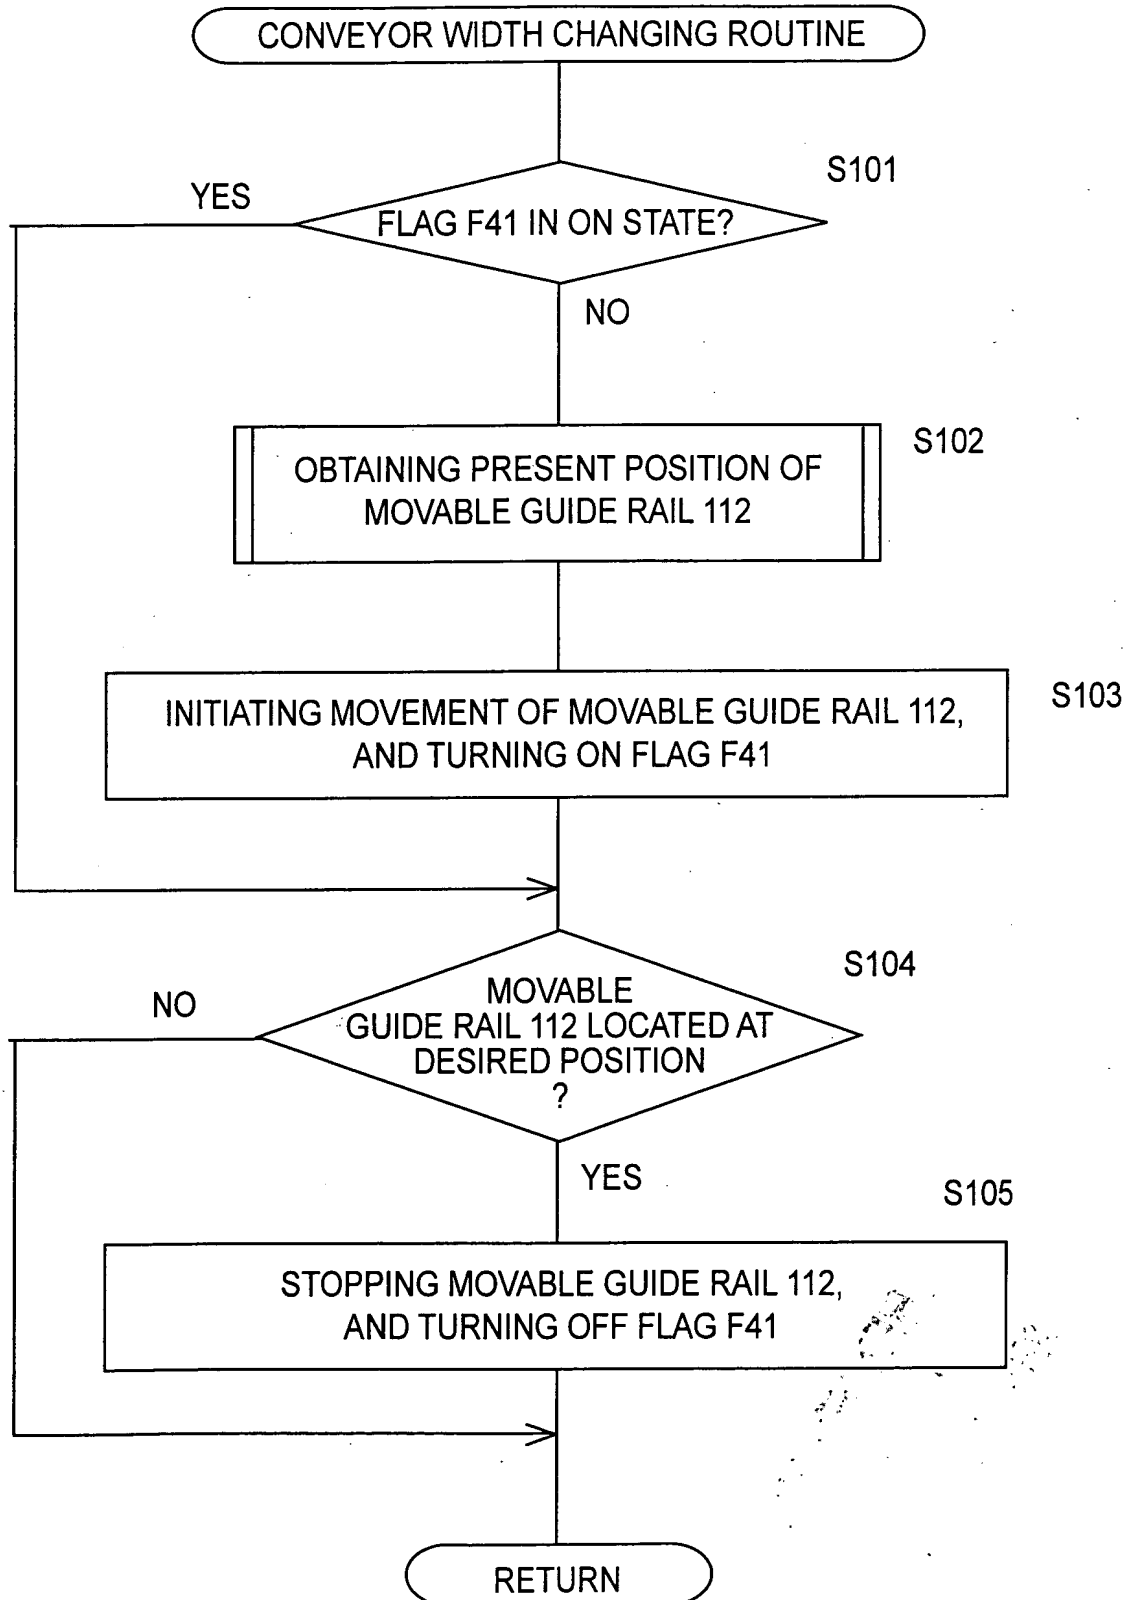 CONVEYOR WIDTH CHANGING ROUTINE
S101
YES
FLAG F41 IN ON STATE?
NO
S102
OBTAINING PRESENT POSITION OF
MOVABLE GUIDE RAIL 112
S103
INITIATING MOVEMENT OF MOVABLE GUIDE RAIL 112,
AND TURNING ON FLAG F41
S104
NO
MOVABLE
GUIDE RAIL 112 LOCATED AT
DESIRED POSITION
?
YES
S105
STOPPING MOVABLE GUIDE RAIL 112,
AND TURNING OFF FLAG F41
RETURN